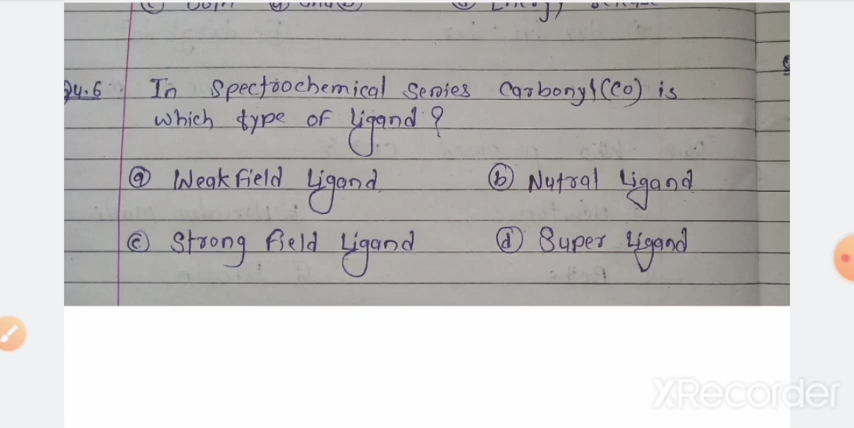 24.6 In Spectrochemical Series Carbonyl(CO) is
which type of Ligand ?
(a) Weak field Ligand
(b) Nutral Ligand
(c) Strong field Ligand
(d) Super Ligand
XRecorder